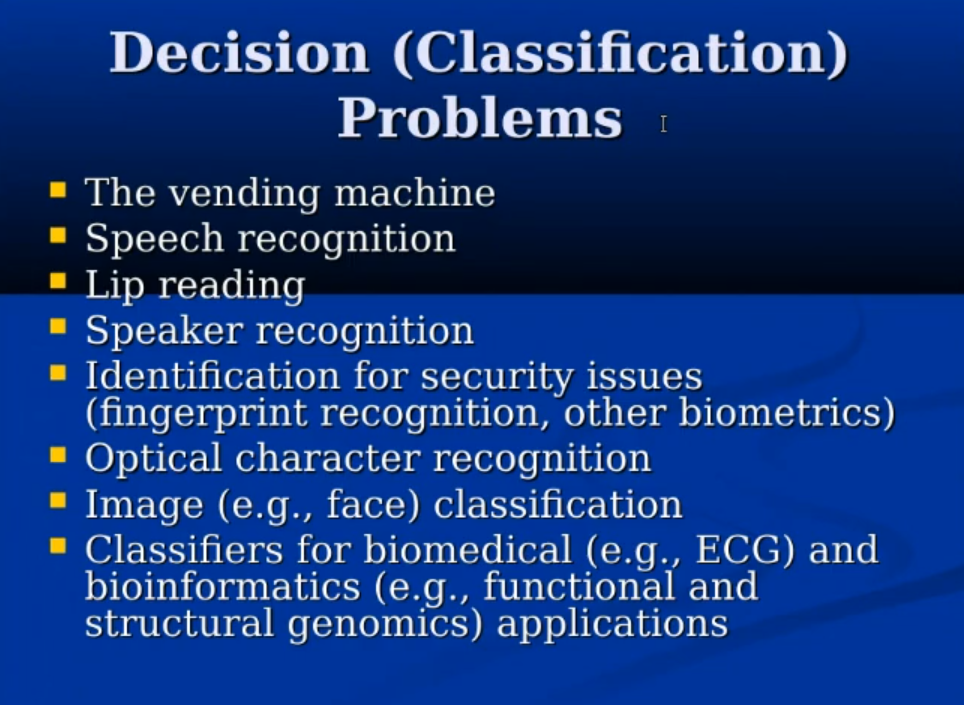 Decision (Classification)
Problems
The vending machine
Speech recognition
Lip reading
Speaker recognition
Identification for security issues
(fingerprint recognition, other biometrics)
Optical character recognition
Image (e.g., face) classification
Classifiers for biomedical (e.g., ECG) and
bioinformatics (e.g., functional and
structural genomics) applications